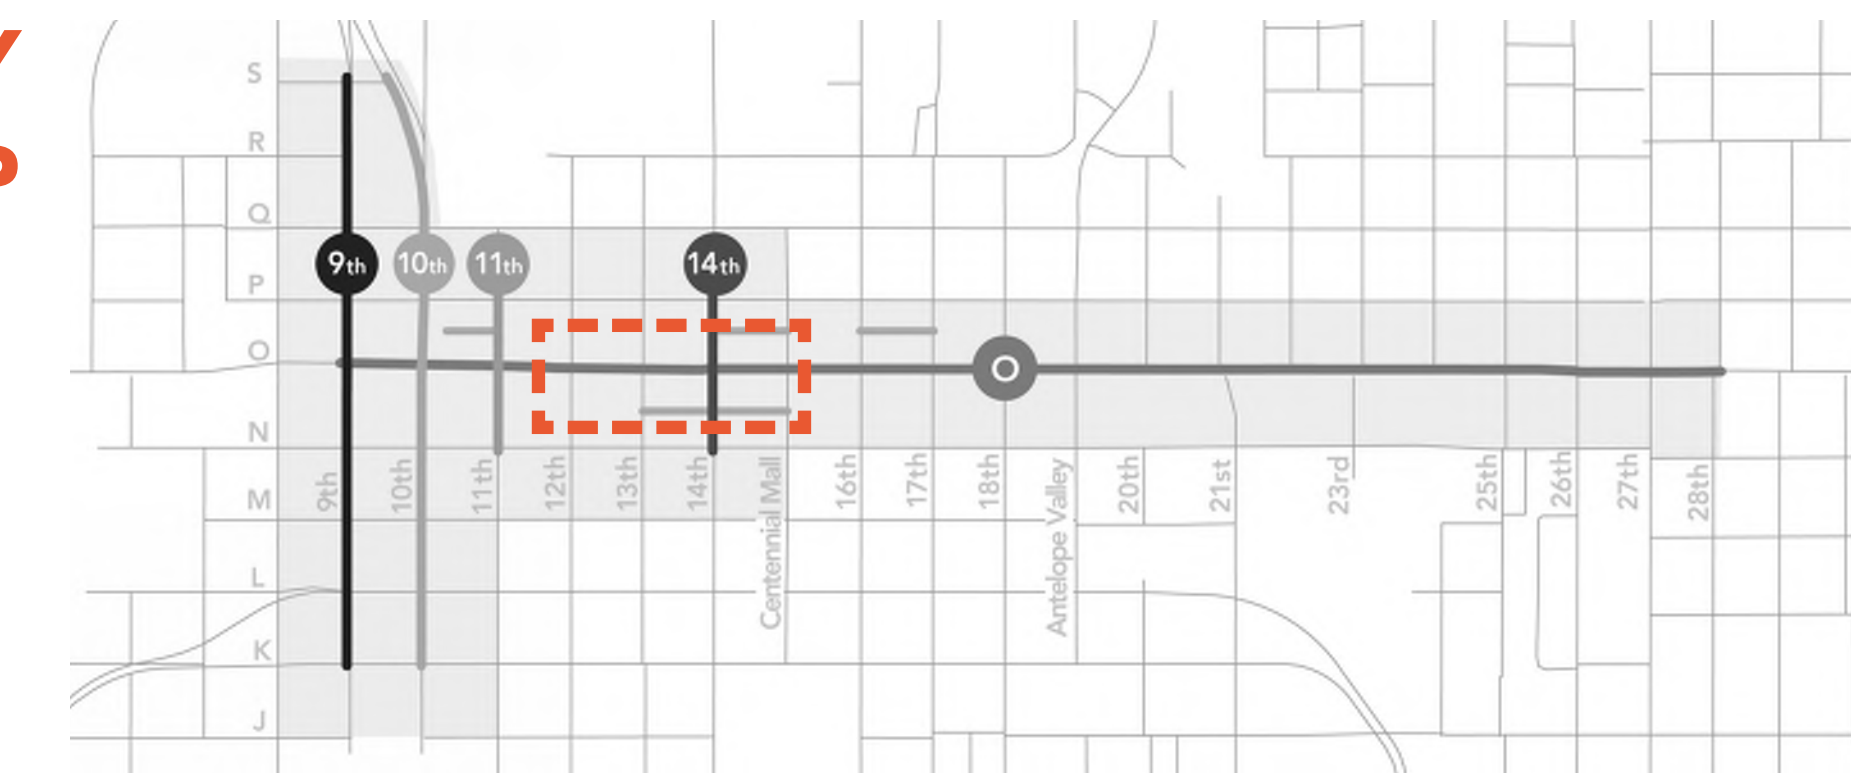 S
R
Q
9th 10th 11th 14th
P
O
O
N
9th 10th 11th 12th 13th 14th Centennial Mall 16th 17th 18th Antelope Valley 20th 21st 23rd 25th 26th 27th 28th
M
L
K
J